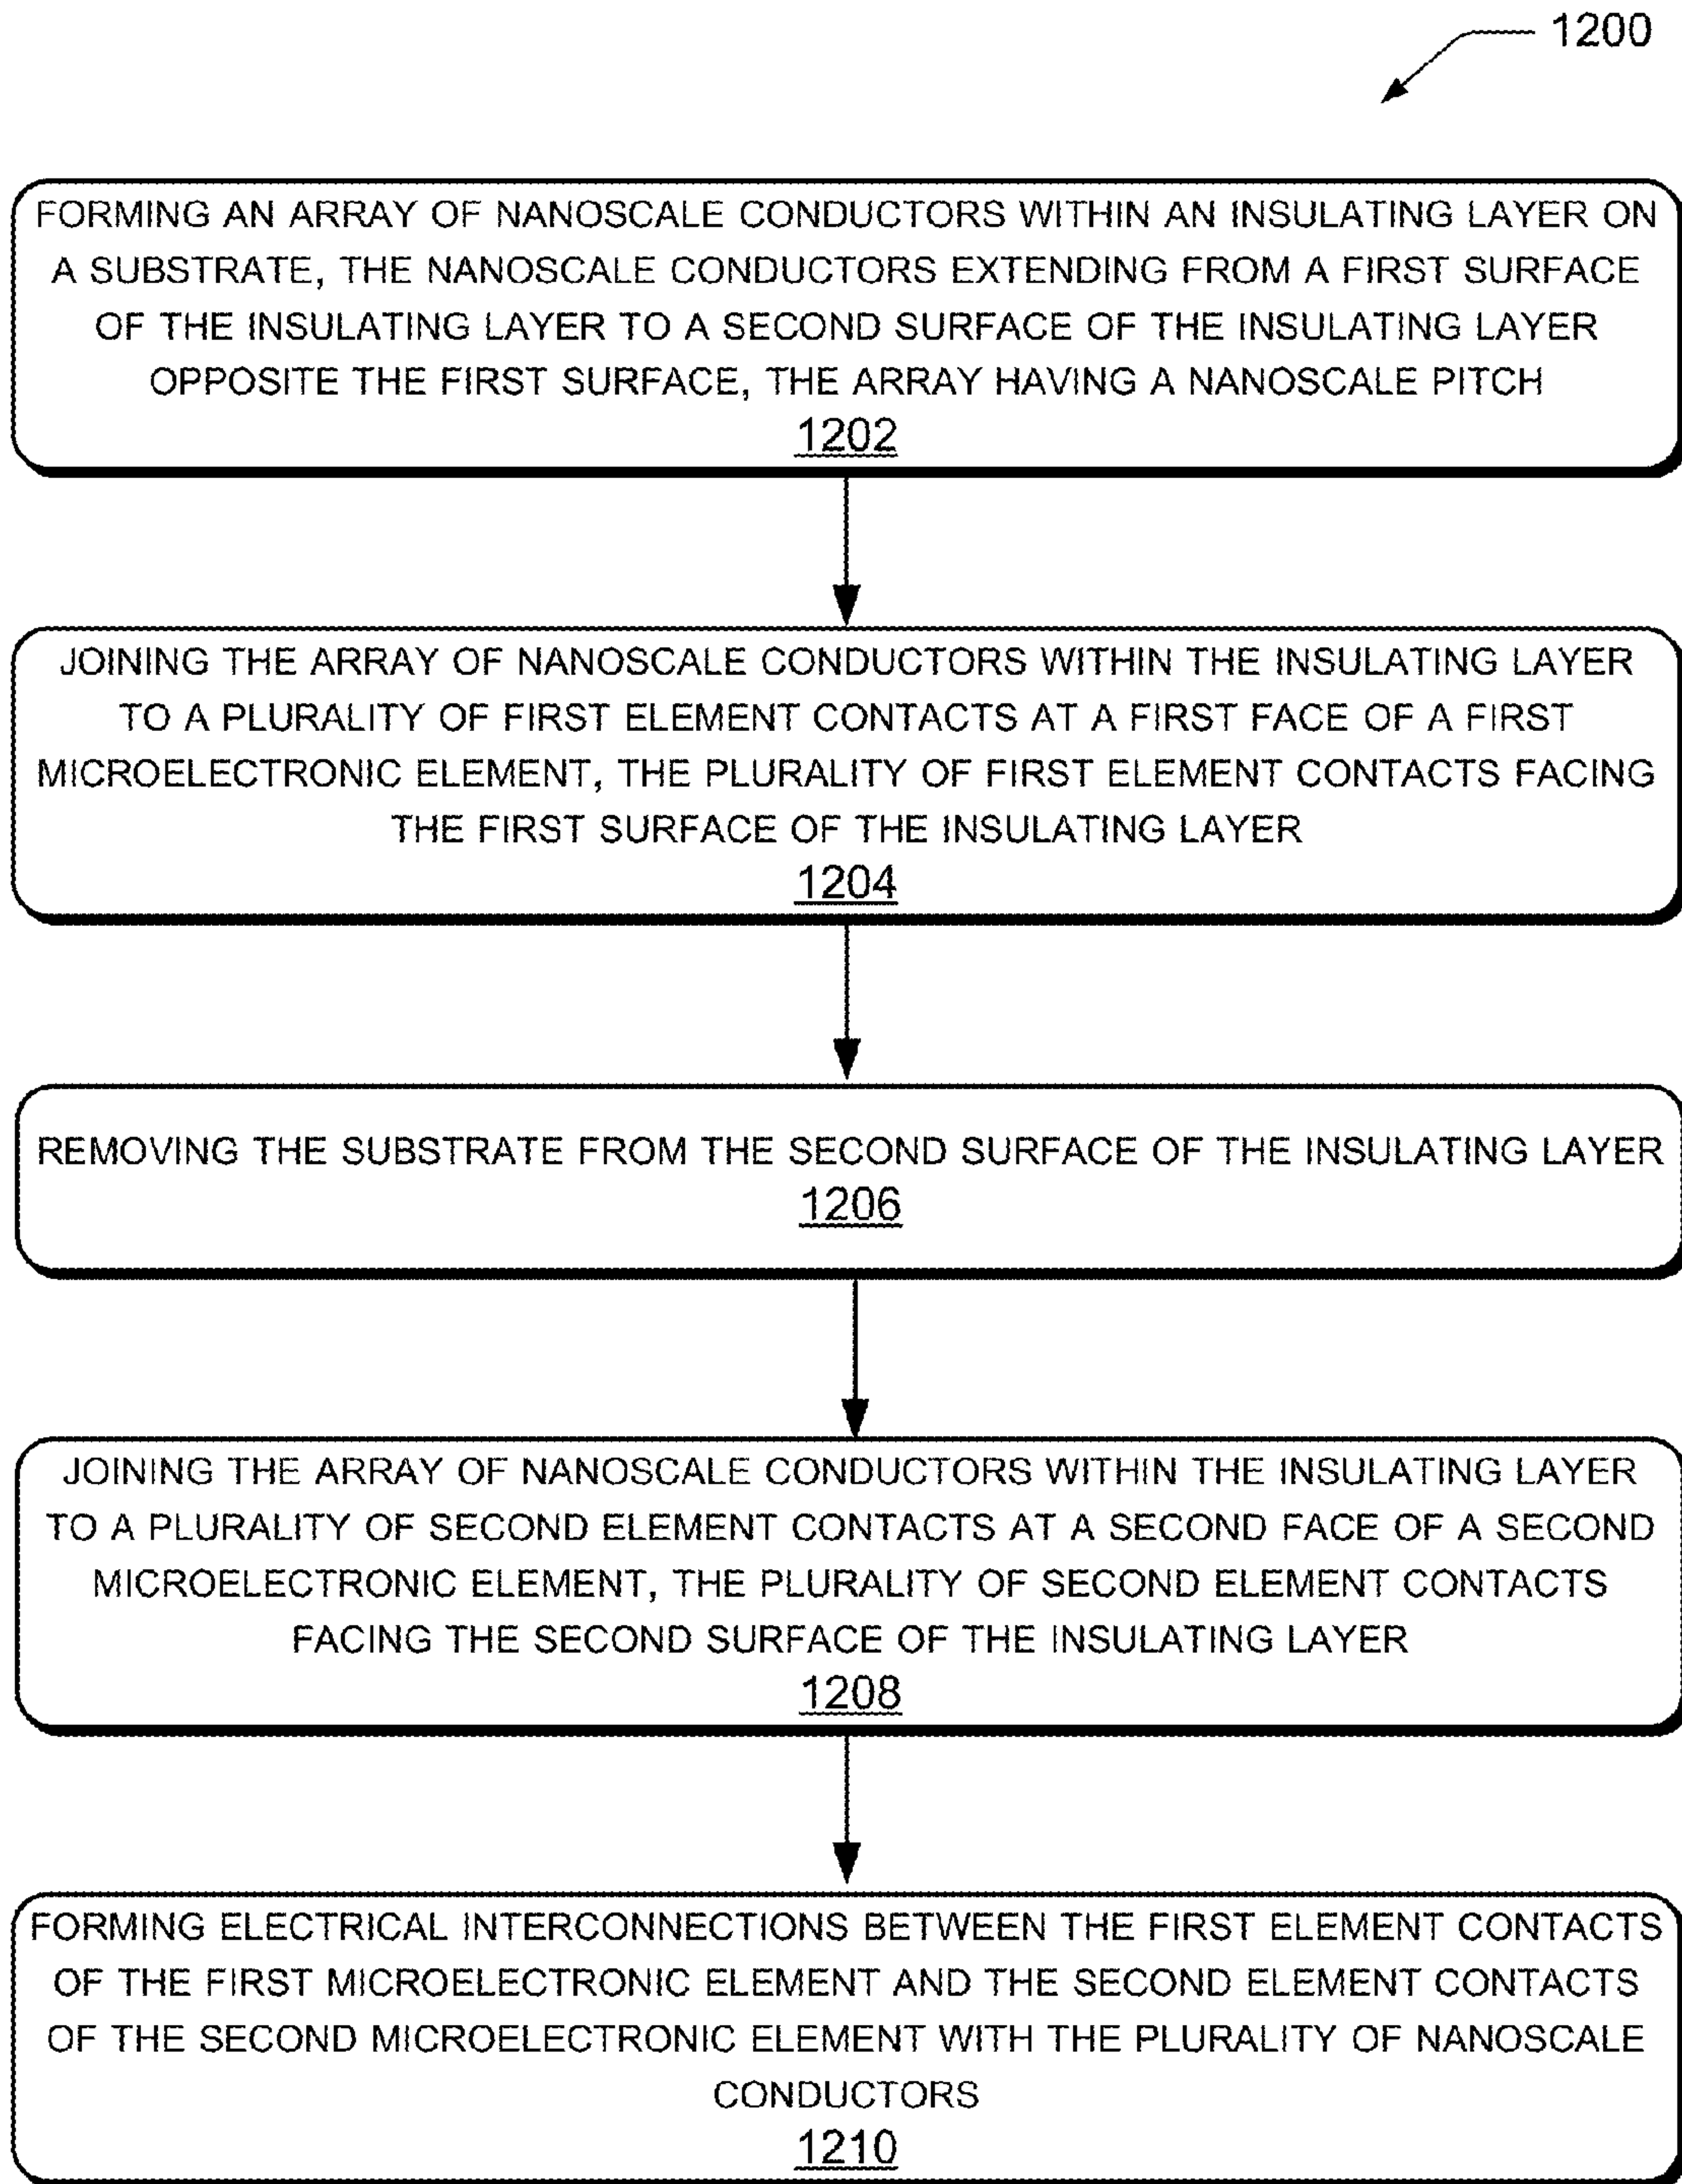 1200
FORMING AN ARRAY OF NANOSCALE CONDUCTORS WITHIN AN INSULATING LAYER ON
A SUBSTRATE, THE NANOSCALE CONDUCTORS EXTENDING FROM A FIRST SURFACE
OF THE INSULATING LAYER TO A SECOND SURFACE OF THE INSULATING LAYER
OPPOSITE THE FIRST SURFACE, THE ARRAY HAVING A NANOSCALE PITCH
1202
JOINING THE ARRAY OF NANOSCALE CONDUCTORS WITHIN THE INSULATING LAYER
TO A PLURALITY OF FIRST ELEMENT CONTACTS AT A FIRST FACE OF A FIRST
MICROELECTRONIC ELEMENT, THE PLURALITY OF FIRST ELEMENT CONTACTS FACING
THE FIRST SURFACE OF THE INSULATING LAYER
1204
REMOVING THE SUBSTRATE FROM THE SECOND SURFACE OF THE INSULATING LAYER
1206
JOINING THE ARRAY OF NANOSCALE CONDUCTORS WITHIN THE INSULATING LAYER
TO A PLURALITY OF SECOND ELEMENT CONTACTS AT A SECOND FACE OF A SECOND
MICROELECTRONIC ELEMENT, THE PLURALITY OF SECOND ELEMENT CONTACTS
FACING THE SECOND SURFACE OF THE INSULATING LAYER
1208
FORMING ELECTRICAL INTERCONNECTIONS BETWEEN THE FIRST ELEMENT CONTACTS
OF THE FIRST MICROELECTRONIC ELEMENT AND THE SECOND ELEMENT CONTACTS
OF THE SECOND MICROELECTRONIC ELEMENT WITH THE PLURALITY OF NANOSCALE
CONDUCTORS
1210